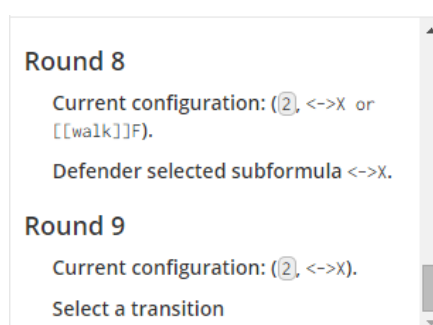 Round 8
Current configuration: (2, <->X or
[[walk]]F).
Defender selected subformula <->X.
Round 9
Current configuration: (2, <->X).
Select a transition